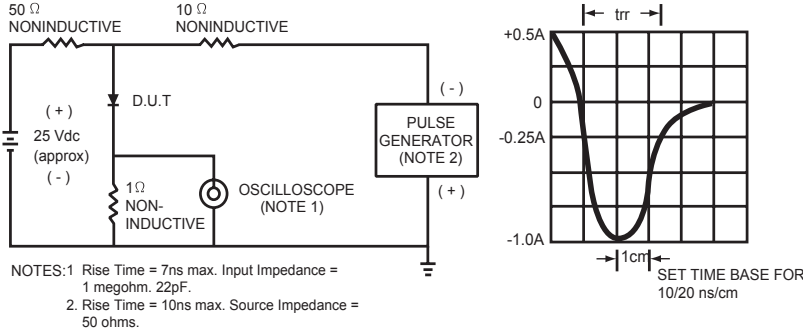 50 Ω
NONINDUCTIVE
10 Ω
NONINDUCTIVE
D.U.T
( + )
25 Vdc
(approx)
( - )
1Ω
NON-
INDUCTIVE
OSCILLOSCOPE
(NOTE 1)
( - )
PULSE
GENERATOR
(NOTE 2)
( + )
NOTES:1 Rise Time = 7ns max. Input Impedance =
1 megohm. 22pF.
2. Rise Time = 10ns max. Source Impedance =
50 ohms.
trr
+0.5A
0
-0.25A
-1.0A
1cm
SET TIME BASE FOR
10/20 ns/cm